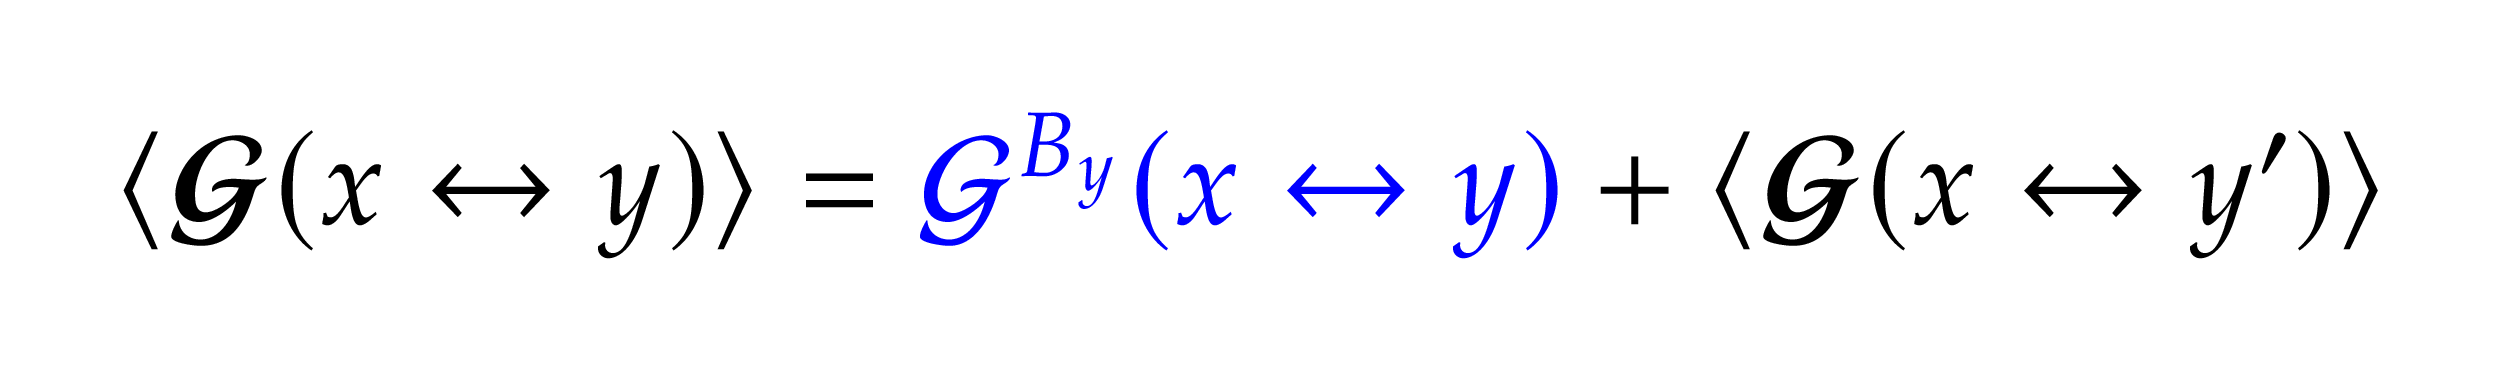 ⟨𝓖(x ↔ y)⟩ = 𝓖^{B_y}(x ↔ y) + ⟨𝓖(x ↔ y′)⟩